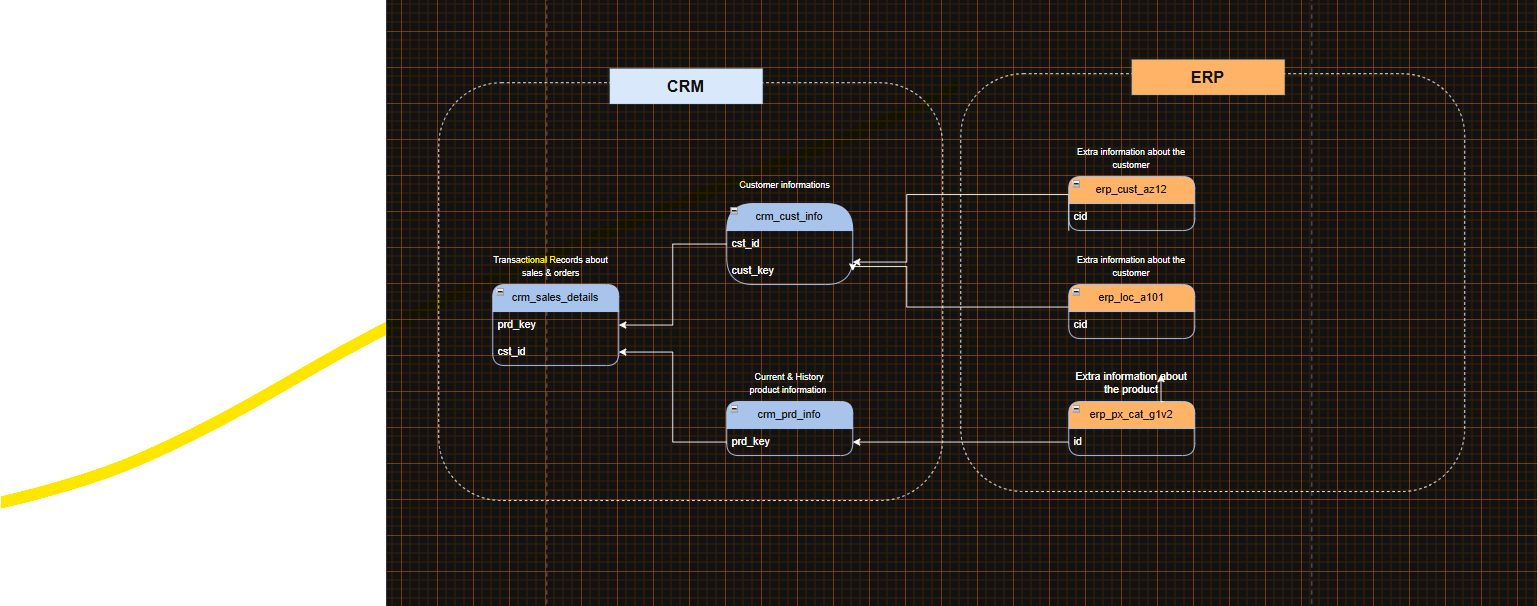 CRM
ERP
Customer informations
crm_cust_info
cst_id
cust_key
Transactional Records about
sales & orders
crm_sales_details
prd_key
cst_id
Current & History
product information
crm_prd_info
prd_key
Extra information about the
customer
erp_cust_az12
cid
Extra information about the
customer
erp_loc_a101
cid
Extra information about
the product
erp_px_cat_g1v2
id